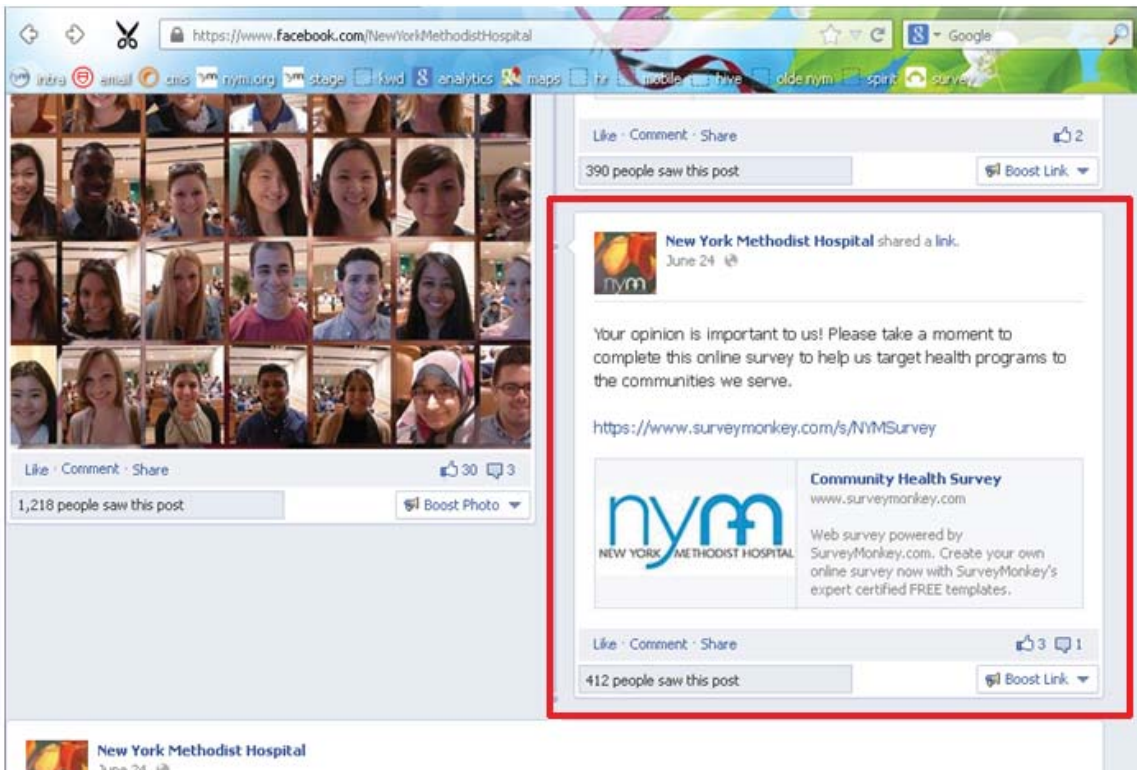 https://www.facebook.com/NewYorkMethodistHospital
Google
intra email cms nym.org stage kwd analytics maps hr mobile hive olde nym spirit survey
Like · Comment · Share
30 3
1,218 people saw this post
Boost Photo
Like · Comment · Share
2
390 people saw this post
Boost Link
New York Methodist Hospital shared a link.
June 24
nym
Your opinion is important to us! Please take a moment to
complete this online survey to help us target health programs to
the communities we serve.
https://www.surveymonkey.com/s/NYMSurvey
nym
NEW YORK METHODIST HOSPITAL
Community Health Survey
www.surveymonkey.com
Web survey powered by
SurveyMonkey.com. Create your own
online survey now with SurveyMonkey's
expert certified FREE templates.
Like · Comment · Share
3 1
412 people saw this post
Boost Link
New York Methodist Hospital
June 24